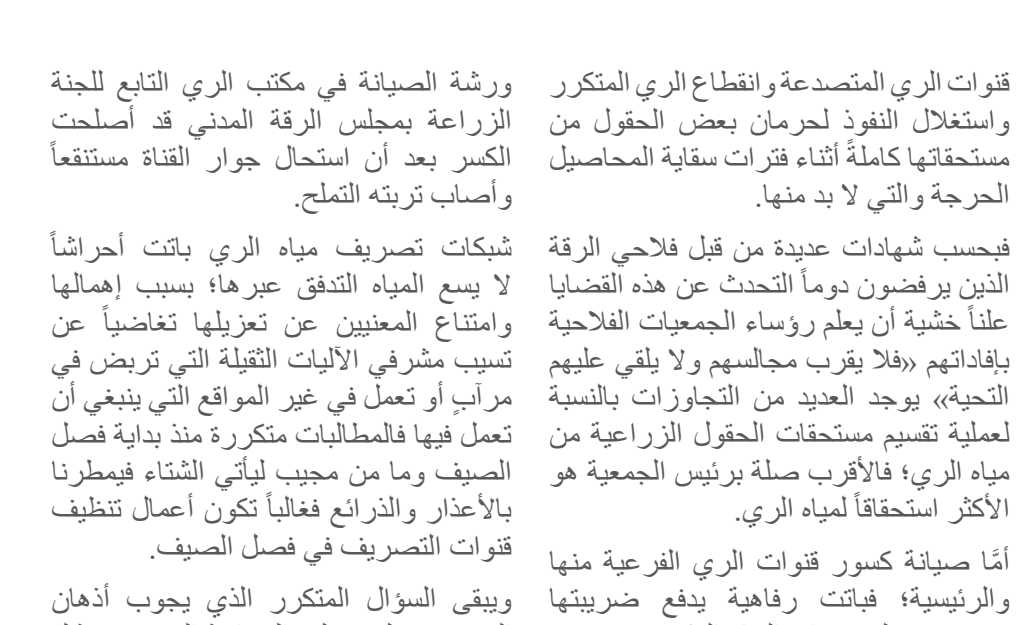 قنوات الري المتصدعة وانقطاع الري المتكرر
واستغلال النفوذ لحرمان بعض الحقول من
مستحقاتها كاملةً أثناء فترات سقاية المحاصيل
الحرجة والتي لا بد منها.
فبحسب شهادات عديدة من قبل فلاحي الرقة
الذين يرفضون دوماً التحدث عن هذه القضايا
علناً خشية أن يعلم رؤساء الجمعيات الفلاحية
بإفاداتهم «فلا يقرب مجالسهم ولا يلقي عليهم
التحية» يوجد العديد من التجاوزات بالنسبة
لعملية تقسيم مستحقات الحقول الزراعية من
مياه الري؛ فالأقرب صلة برئيس الجمعية هو
الأكثر استحقاقاً لمياه الري.
أمَّا صيانة كسور قنوات الري الفرعية منها
والرئيسية؛ فباتت رفاهية يدفع ضريبتها
ورشة الصيانة في مكتب الري التابع للجنة
الزراعة بمجلس الرقة المدني قد أصلحت
الكسر بعد أن استحال جوار القناة مستنقعاً
وأصاب تربته التملح.
شبكات تصريف مياه الري باتت أحراشاً
لا يسع المياه التدفق عبرها؛ بسبب إهمالها
وامتناع المعنيين عن تعزيلها تغاضياً عن
تسيب مشرفي الآليات الثقيلة التي تربض في
مرآبٍ أو تعمل في غير المواقع التي ينبغي أن
تعمل فيها فالمطالبات متكررة منذ بداية فصل
الصيف وما من مجيب ليأتي الشتاء فيمطرنا
بالأعذار والذرائع فغالباً تكون أعمال تنظيف
قنوات التصريف في فصل الصيف.
ويبقى السؤال المتكرر الذي يجوب أذهان